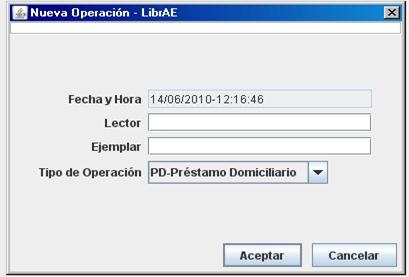 Nueva Operación - LibrAE
Fecha y Hora 14/06/2010-12:16:46
Lector
Ejemplar
Tipo de Operación PD-Préstamo Domiciliario
Aceptar Cancelar